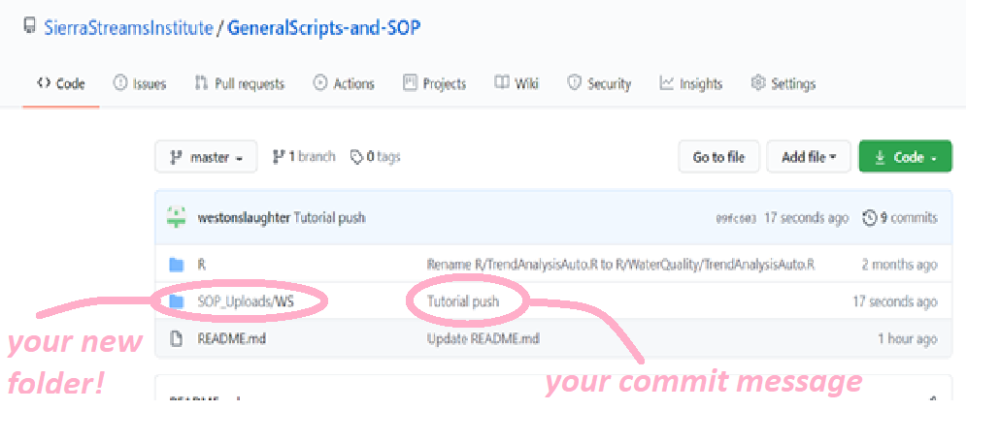 SierraStreamsInstitute / GeneralScripts-and-SOP
Code Issues Pull requests Actions Projects Wiki Security Insights Settings
master 1 branch 0 tags Go to file Add file Code
westonslaughter Tutorial push 09fc603 17 seconds ago 9 commits
R Rename R/TrendAnalysisAuto.R to R/WaterQuality/TrendAnalysisAuto.R 2 months ago
SOP_Uploads/WS Tutorial push 17 seconds ago
README.md Update README.md 1 hour ago
your new
folder!
your commit message